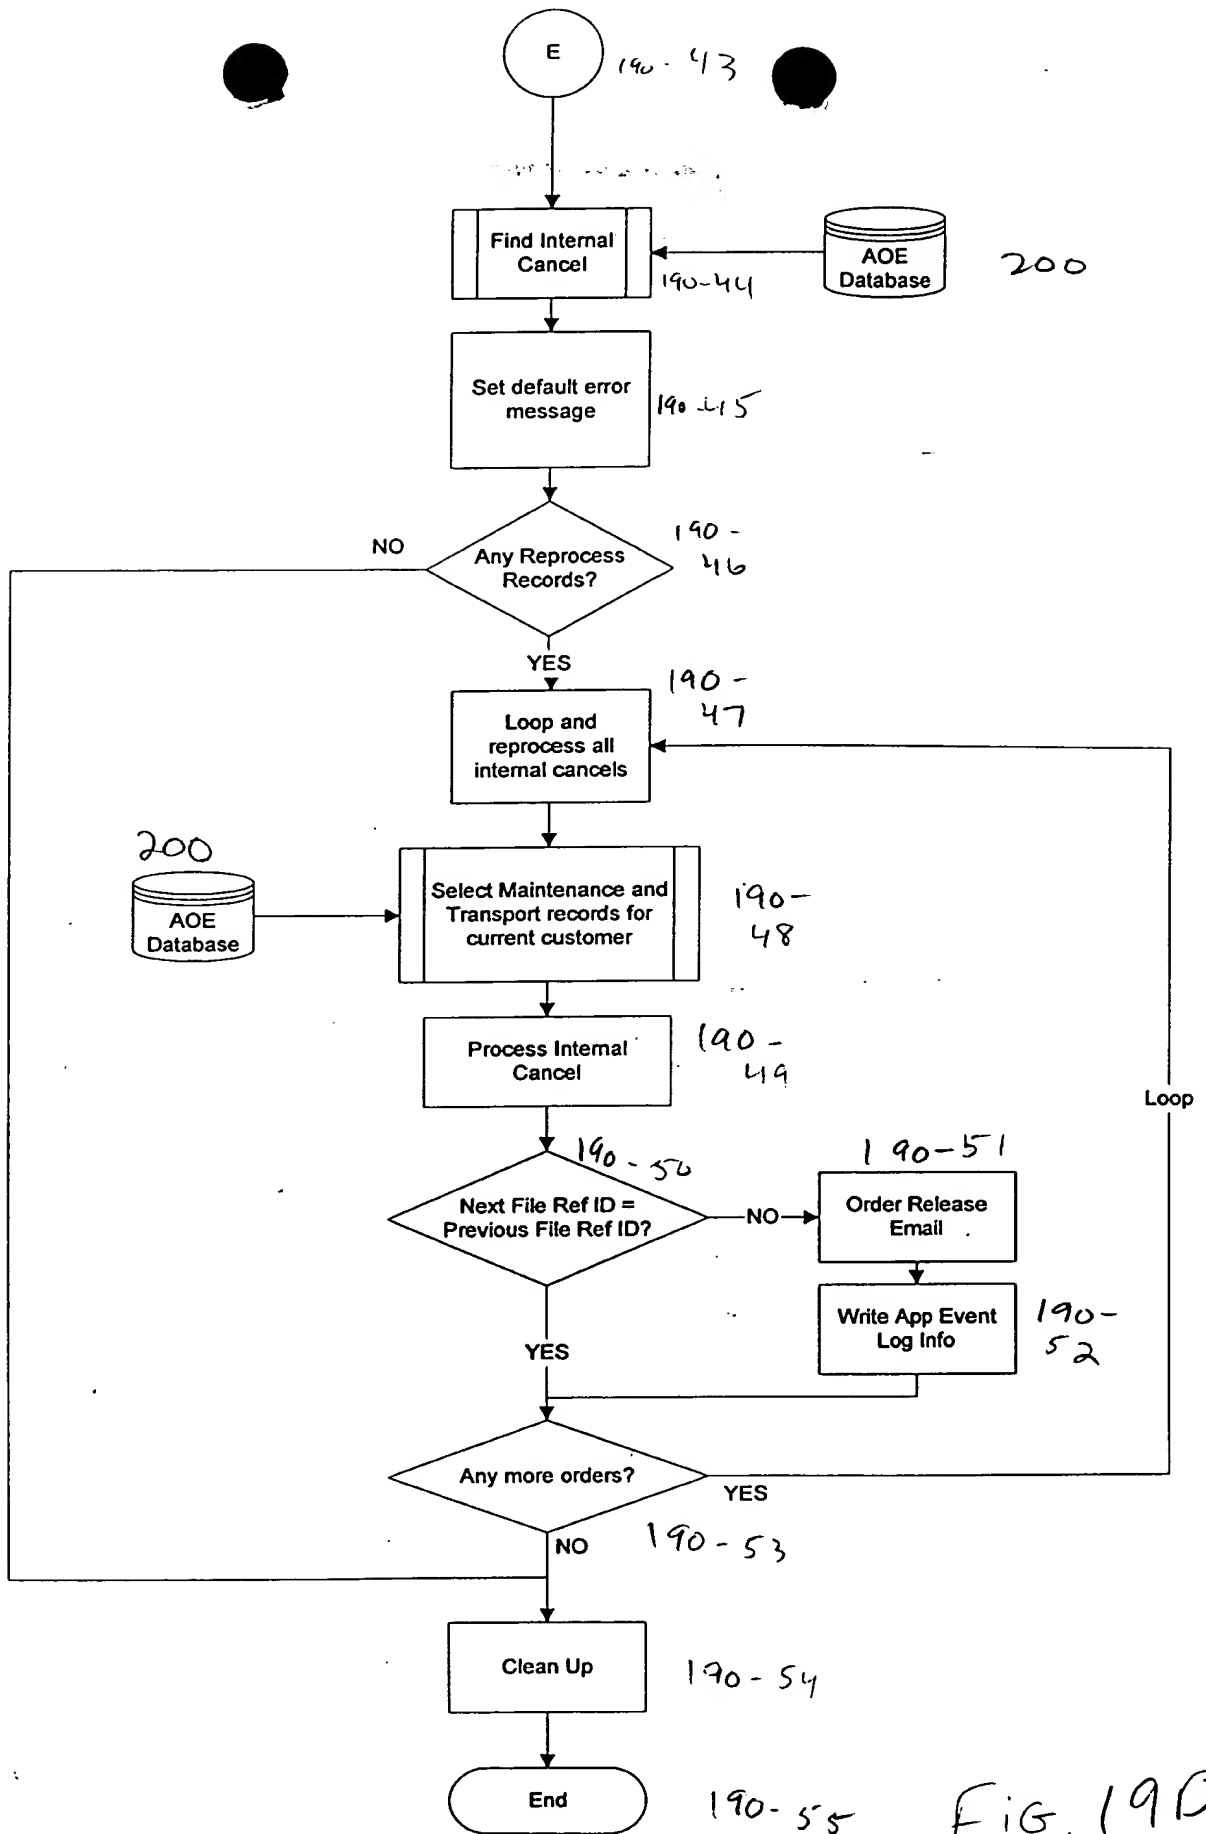 E
190-43
Find Internal
Cancel
190-44
AOE
Database
200
Set default error
message
190-45
NO
Any Reprocess
Records?
190-
46
YES
190-
47
Loop and
reprocess all
internal cancels
200
AOE
Database
Select Maintenance and
Transport records for
current customer
190-
48
Process Internal
Cancel
190-
49
Loop
190-50
Next File Ref ID =
Previous File Ref ID?
NO
190-51
Order Release
Email
Write App Event
Log Info
190-
52
YES
Any more orders?
YES
NO
190-53
Clean Up
190-54
End
190-55
FiG. 19D